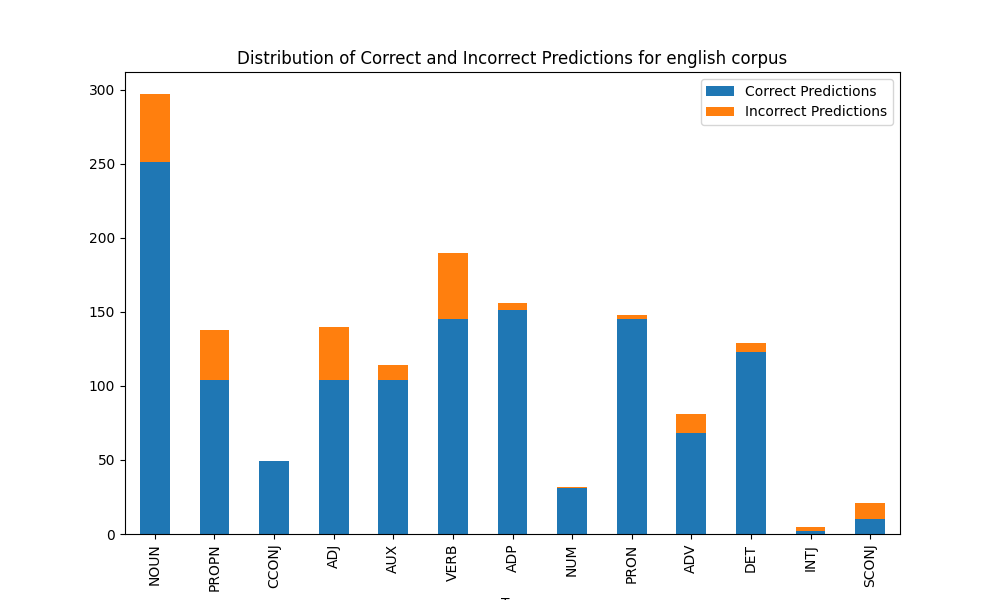 Distribution of Correct and Incorrect Predictions for english corpus
Correct Predictions
Incorrect Predictions
300
250
200
150
100
50
0
NOUN
PROPN
CCONJ
ADJ
AUX
VERB
ADP
NUM
PRON
ADV
DET
INTJ
SCONJ